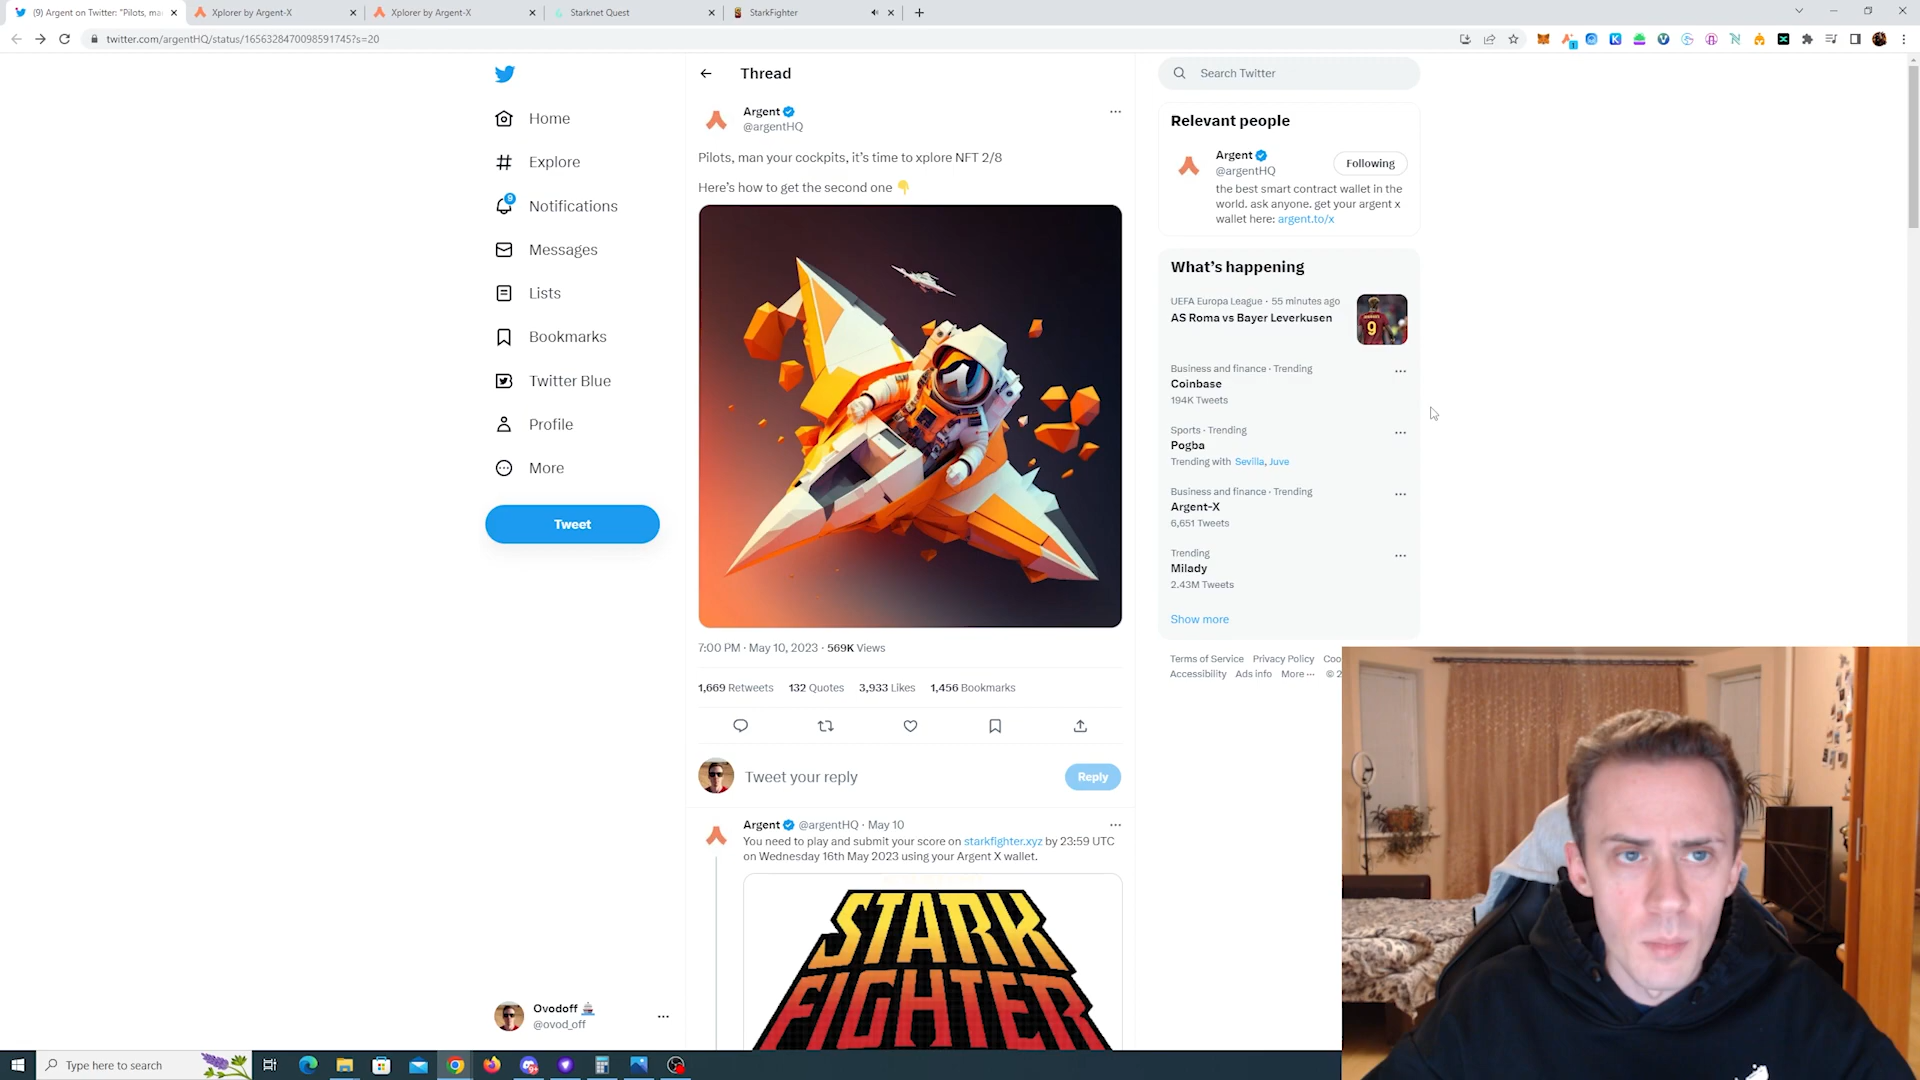 (9) Argent on Twitter: "Pilots, ma
Xplorer by Argent-X
Xplorer by Argent-X
Starknet Quest
StarkFighter
twitter.com/argentHQ/status/1656328470098591745?s=20
Home
Explore
9
Notifications
Messages
Lists
Bookmarks
Twitter Blue
Profile
More
Tweet
Ovodoff
@ovod_off
Thread
Argent
@argentHQ
Pilots, man your cockpits, it's time to xplore NFT 2/8
Here's how to get the second one
7:00 PM · May 10, 2023 · 569K Views
1,669 Retweets 132 Quotes 3,933 Likes 1,456 Bookmarks
Tweet your reply
Reply
Argent @argentHQ · May 10
You need to play and submit your score on starkfighter.xyz by 23:59 UTC
on Wednesday 16th May 2023 using your Argent X wallet.
STARK
FIGHTER
Search Twitter
Relevant people
Argent
@argentHQ
Following
the best smart contract wallet in the
world. ask anyone. get your argent x
wallet here: argent.to/x
What's happening
UEFA Europa League · 55 minutes ago
AS Roma vs Bayer Leverkusen
9
Business and finance · Trending
Coinbase
194K Tweets
Sports · Trending
Pogba
Trending with Sevilla, Juve
Business and finance · Trending
Argent-X
6,651 Tweets
Trending
Milady
2.43M Tweets
Show more
Terms of Service Privacy Policy Coo
Accessibility Ads info More ··· © 2
Type here to search